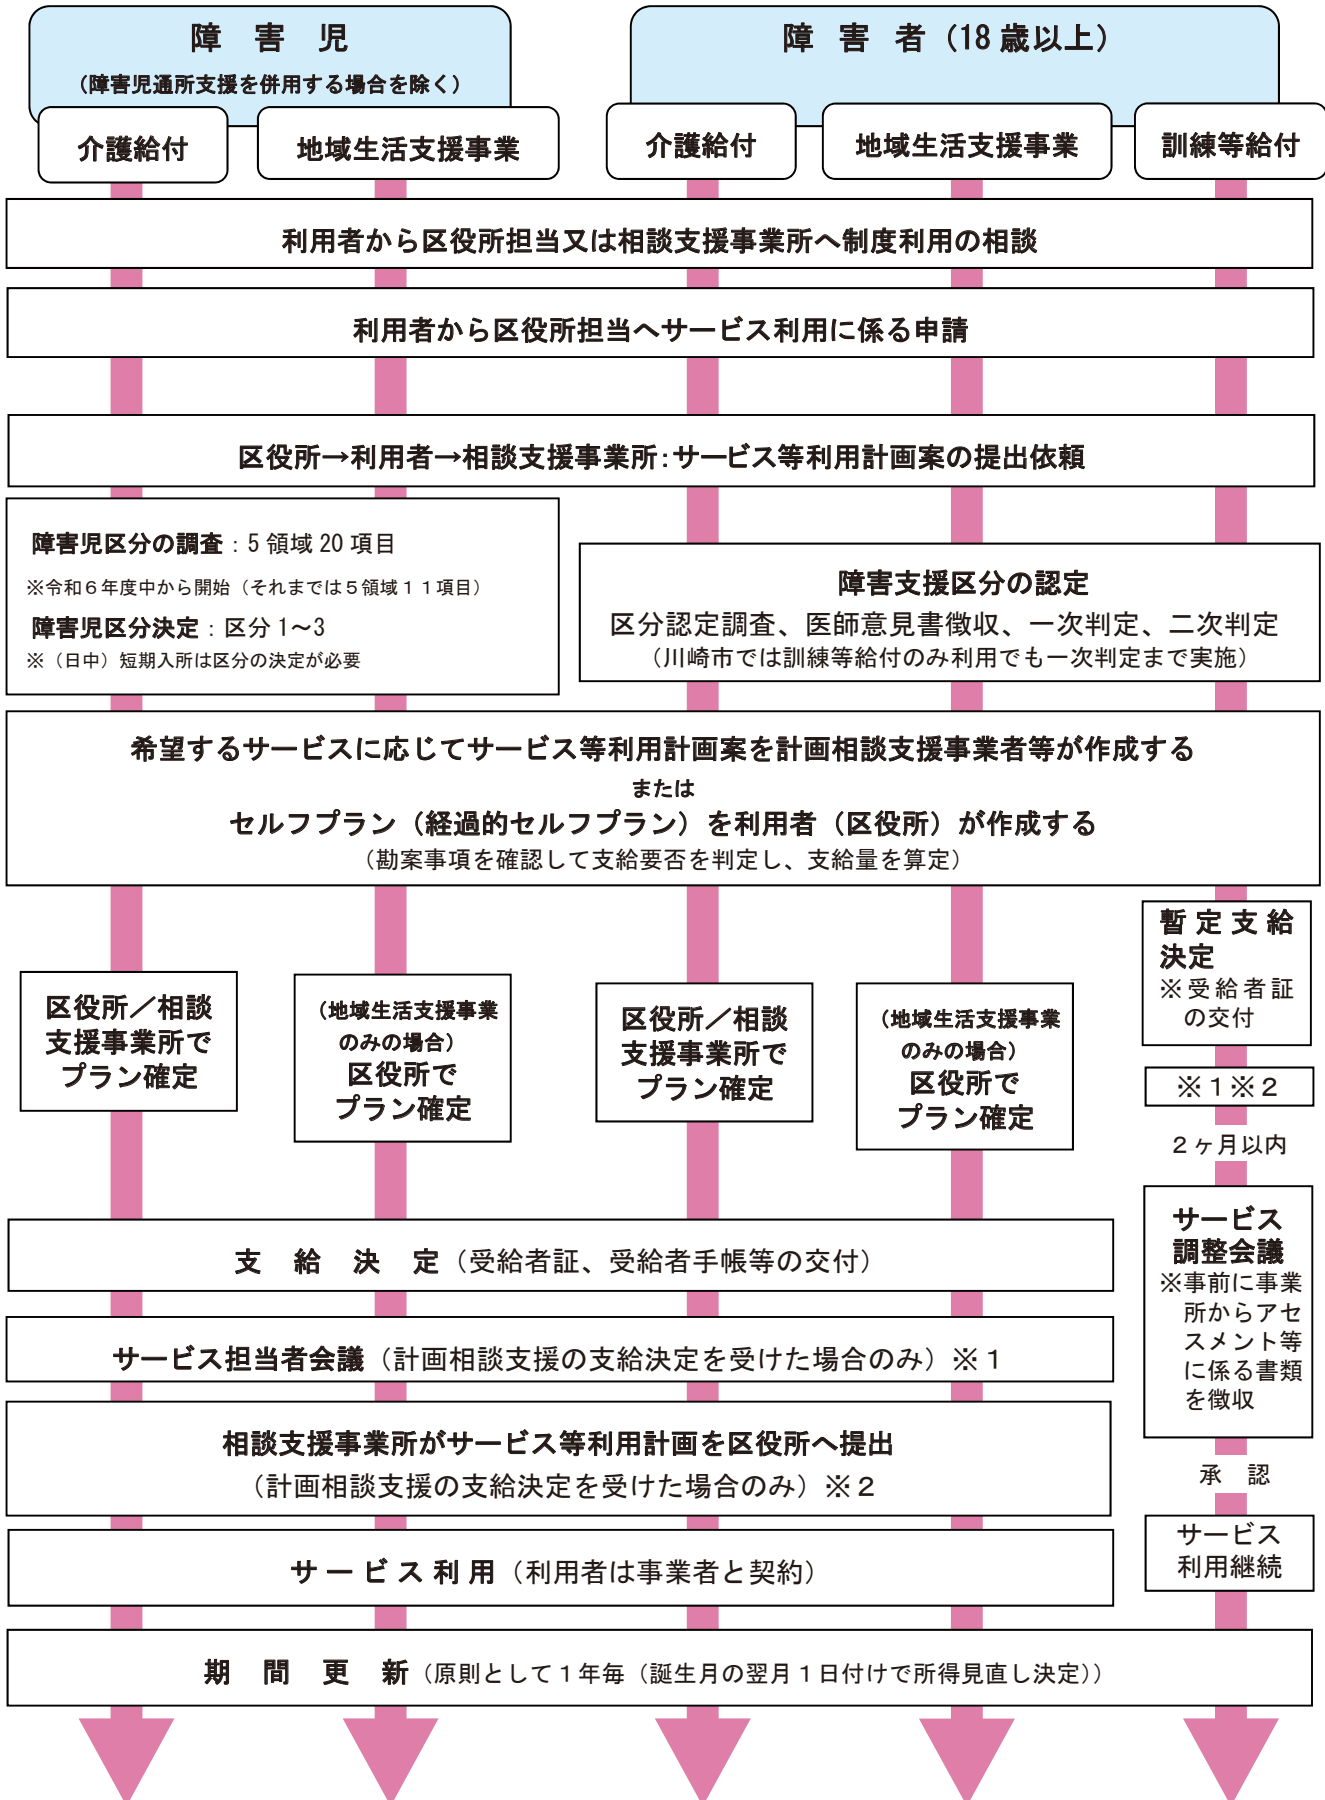 障 害 児
（障害児通所支援を併用する場合を除く）
障 害 者（18歳以上）
介護給付
地域生活支援事業
介護給付
地域生活支援事業
訓練等給付
利用者から区役所担当又は相談支援事業所へ制度利用の相談
利用者から区役所担当へサービス利用に係る申請
区役所→利用者→相談支援事業所：サービス等利用計画案の提出依頼
障害児区分の調査：5領域20項目
※令和６年度中から開始（それまでは５領域１１項目）
障害児区分決定：区分1～3
※（日中）短期入所は区分の決定が必要
障害支援区分の認定
区分認定調査、医師意見書徴収、一次判定、二次判定
（川崎市では訓練等給付のみ利用でも一次判定まで実施）
希望するサービスに応じてサービス等利用計画案を計画相談支援事業者等が作成する
または
セルフプラン（経過的セルフプラン）を利用者（区役所）が作成する
（勘案事項を確認して支給要否を判定し、支給量を算定）
区役所／相談
支援事業所で
プラン確定
（地域生活支援事業
のみの場合）
区役所で
プラン確定
区役所／相談
支援事業所で
プラン確定
（地域生活支援事業
のみの場合）
区役所で
プラン確定
暫定支給
決定
※受給者証
の交付
※１※２
２ヶ月以内
サービス
調整会議
※事前に事業
所からアセ
スメント等
に係る書類
を徴収
承 認
サービス
利用継続
支 給 決 定（受給者証、受給者手帳等の交付）
サービス担当者会議（計画相談支援の支給決定を受けた場合のみ）※１
相談支援事業所がサービス等利用計画を区役所へ提出
（計画相談支援の支給決定を受けた場合のみ）※２
サービス利用（利用者は事業者と契約）
期 間 更 新（原則として１年毎（誕生月の翌月１日付けで所得見直し決定））